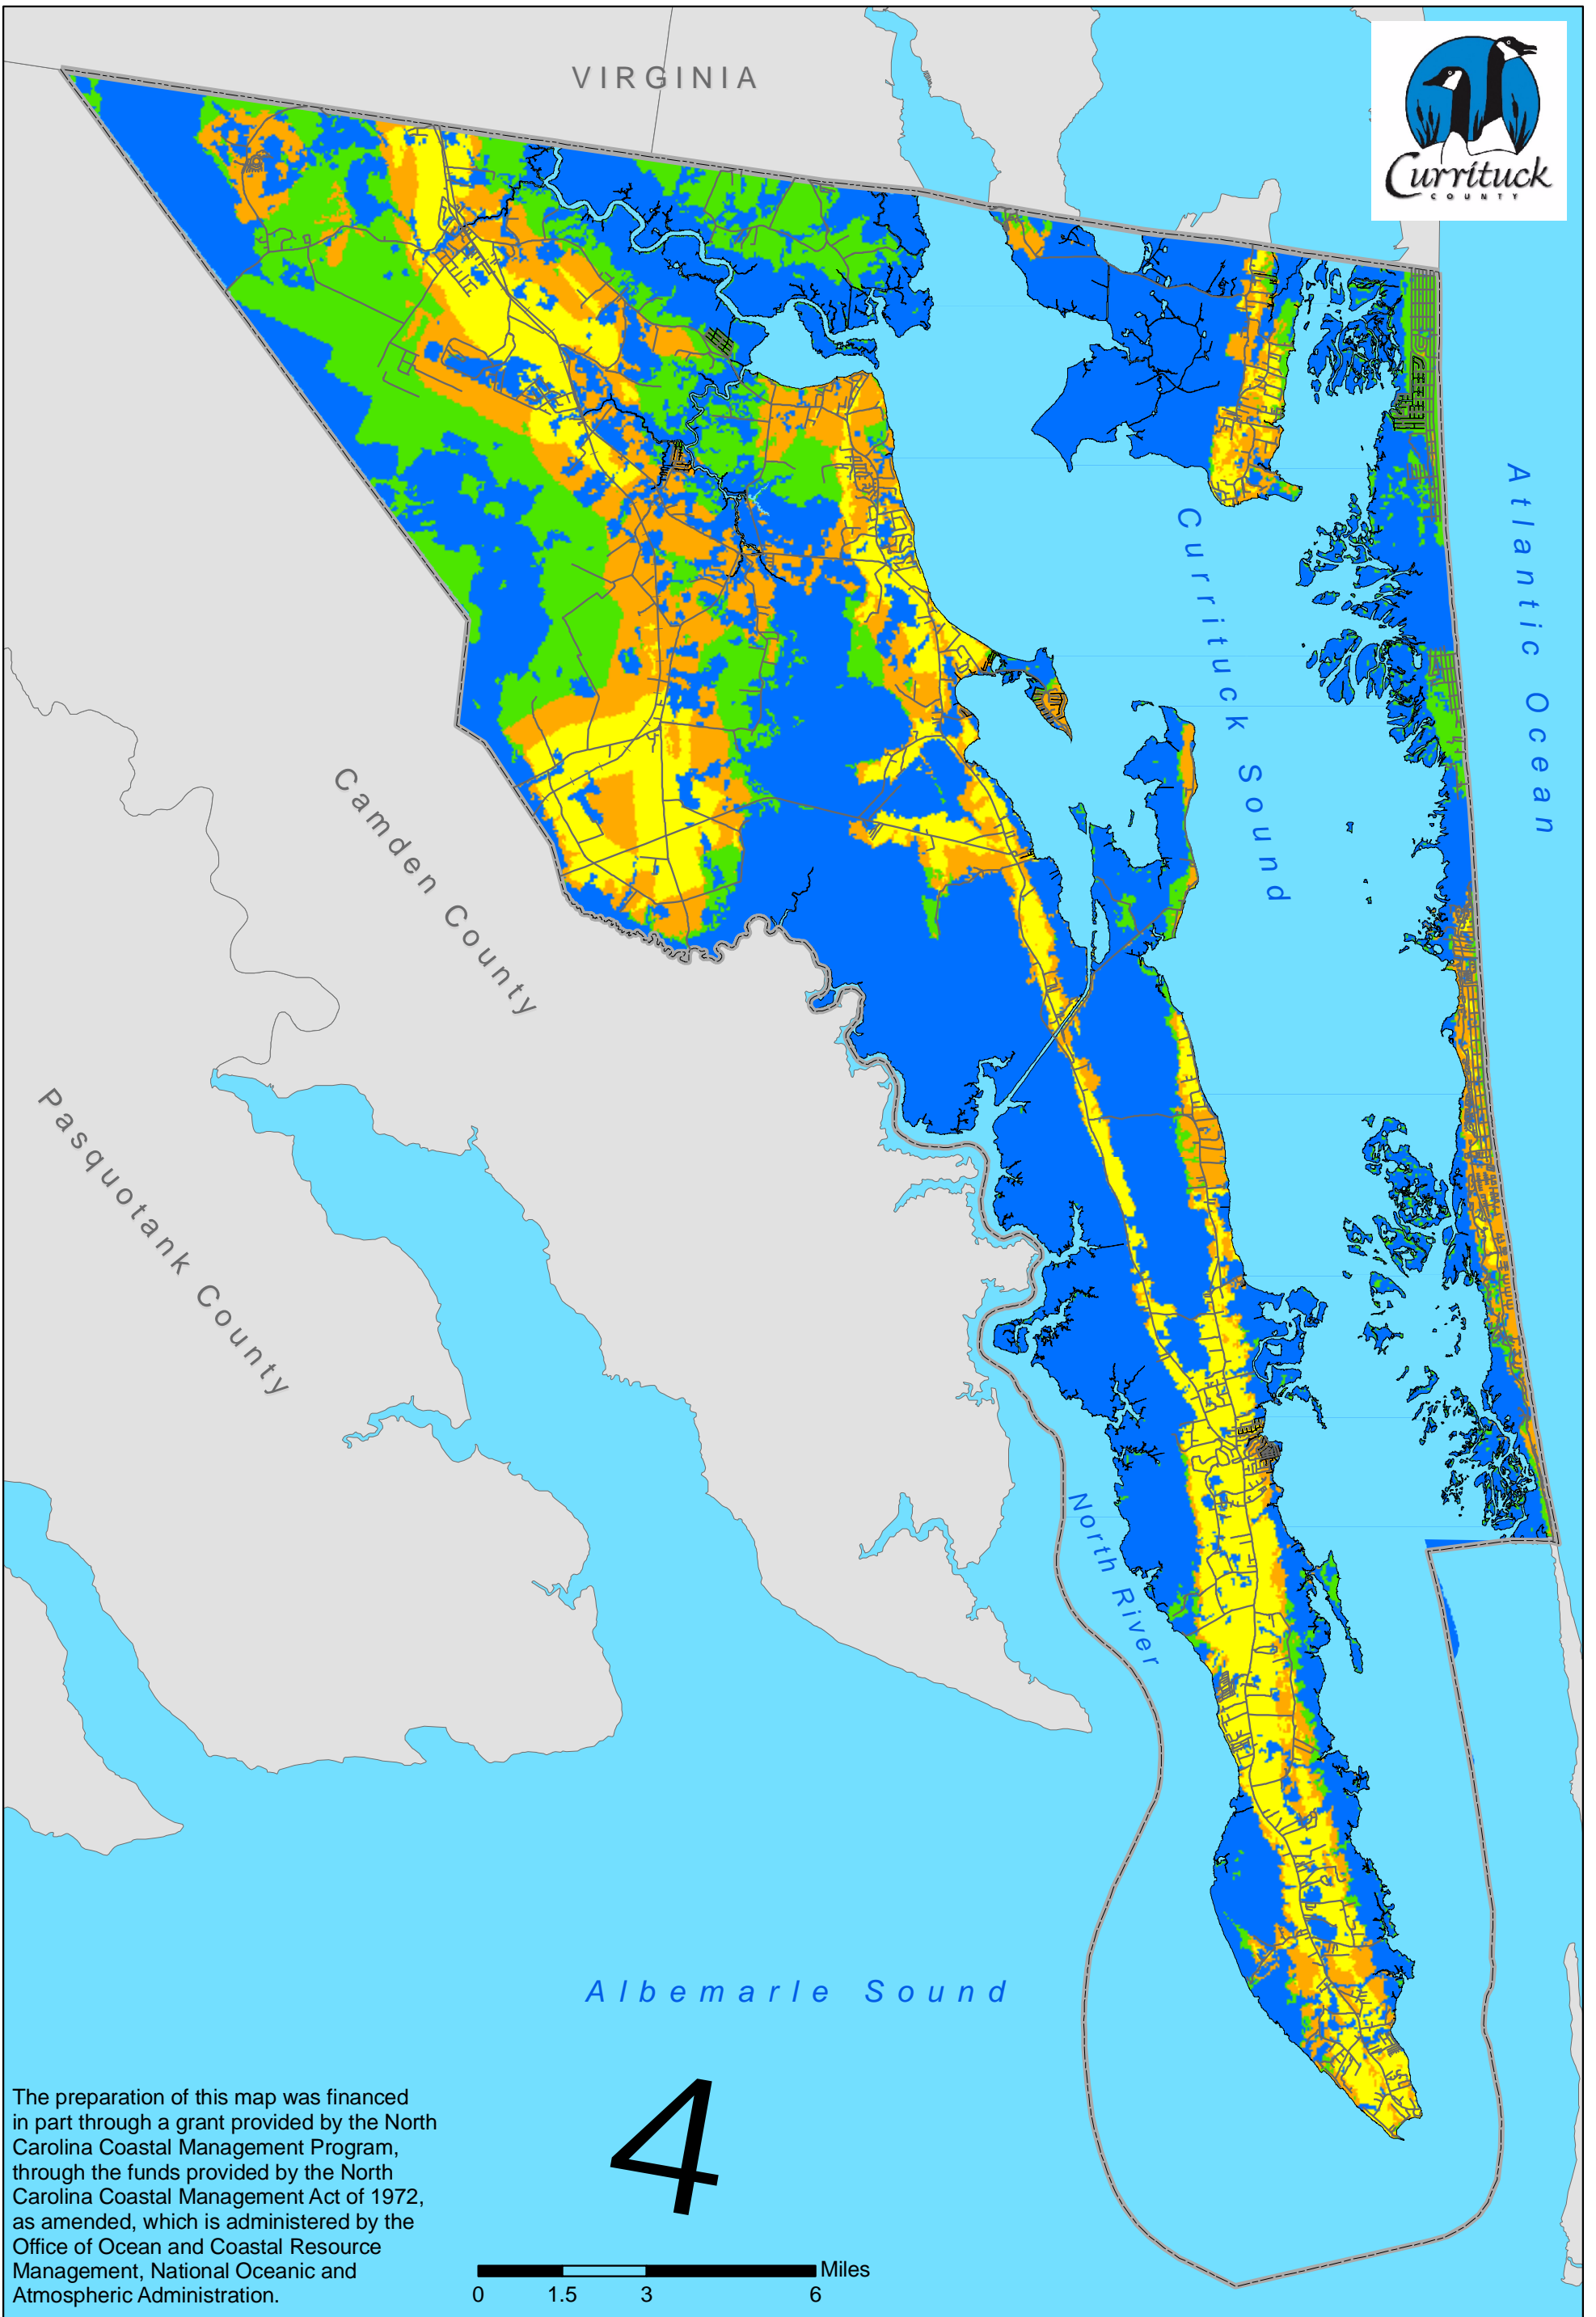 VIRGINIA
Currituck
COUNTY
Atlantic Ocean
Currituck Sound
Camden County
Pasquotank County
North River
Albemarle Sound
The preparation of this map was financed
in part through a grant provided by the North
Carolina Coastal Management Program,
through the funds provided by the North
Carolina Coastal Management Act of 1972,
as amended, which is administered by the
Office of Ocean and Coastal Resource
Management, National Oceanic and
Atmospheric Administration.
4
Miles
0 1.5 3 6